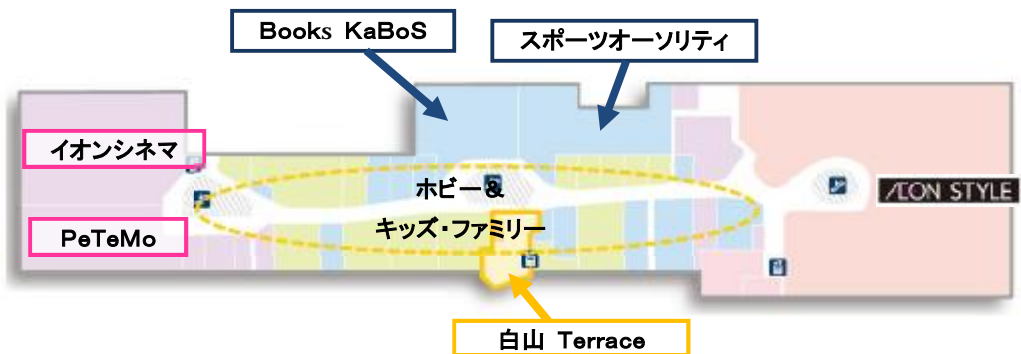 Books KaBoS
スポーツオーソリティ
イオンシネマ
ホビー&
キッズ・ファミリー
ÆON STYLE
PeTeMo
白山 Terrace